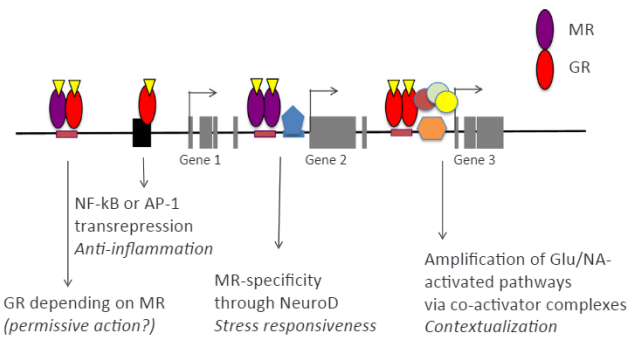 MR
GR
Gene 1
Gene 2
Gene 3
NF-kB or AP-1
transrepression
Anti-inflammation
GR depending on MR
(permissive action?)
MR-specificity
through NeuroD
Stress responsiveness
Amplification of Glu/NA-
activated pathways
via co-activator complexes
Contextualization